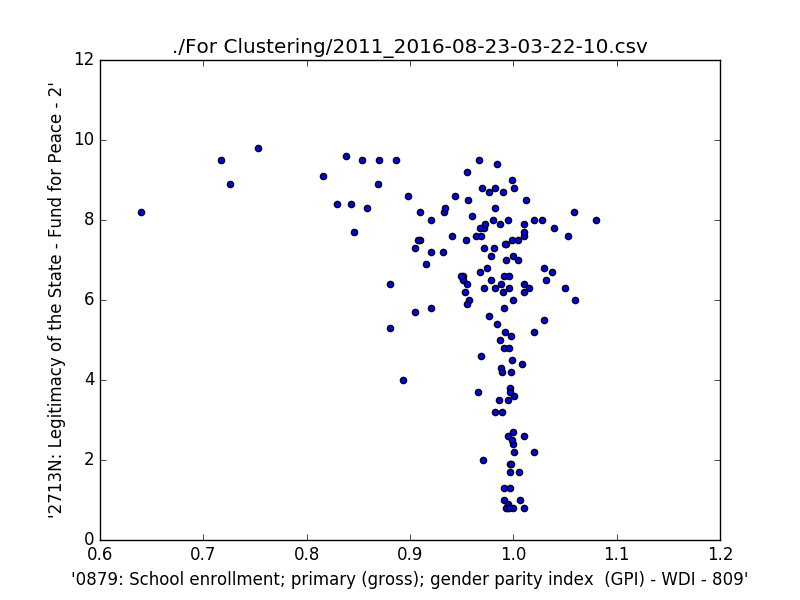 ./For Clustering/2011_2016-08-23-03-22-10.csv
12
10
8
6
4
2
0
'2713N: Legitimacy of the State - Fund for Peace - 2'
0.6 0.7 0.8 0.9 1.0 1.1 1.2
'0879: School enrollment; primary (gross); gender parity index  (GPI) - WDI - 809'